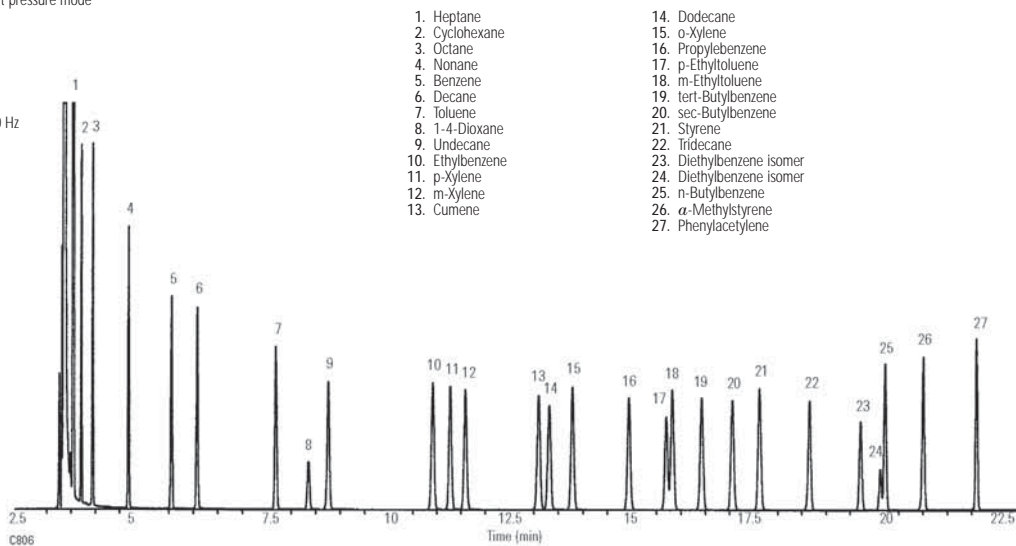 t pressure mode
0 Hz
1. Heptane
2. Cyclohexane
3. Octane
4. Nonane
5. Benzene
6. Decane
7. Toluene
8. 1-4-Dioxane
9. Undecane
10. Ethylbenzene
11. p-Xylene
12. m-Xylene
13. Cumene
14. Dodecane
15. o-Xylene
16. Propylebenzene
17. p-Ethyltoluene
18. m-Ethyltoluene
19. tert-Butylbenzene
20. sec-Butylbenzene
21. Styrene
22. Tridecane
23. Diethylbenzene isomer
24. Diethylbenzene isomer
25. n-Butylbenzene
26. α-Methylstyrene
27. Phenylacetylene
1
2 3
4
5
6
7
8
9
10 11 12
13
14
15
16
17
18
19
20
21
22
23
24
25
26
27
2.5 5 7.5 10 12.5 15 17.5 20 22.5
Time (min)
C806